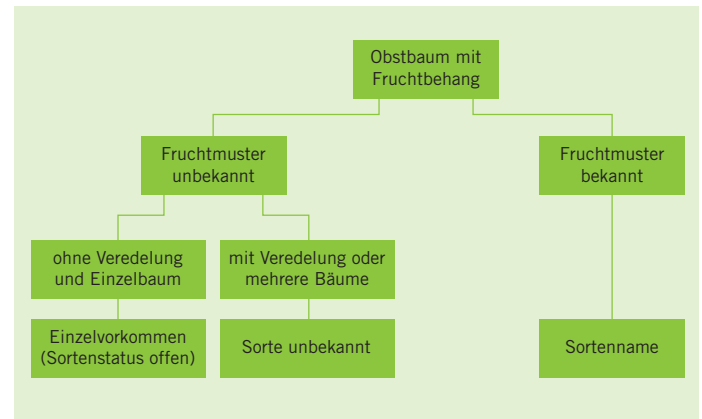 Obstbaum mit
Fruchtbehang
Fruchtmuster
unbekannt
Fruchtmuster
bekannt
ohne Veredelung
und Einzelbaum
mit Veredelung oder
mehrere Bäume
Einzelvorkommen
(Sortenstatus offen)
Sorte unbekannt
Sortenname